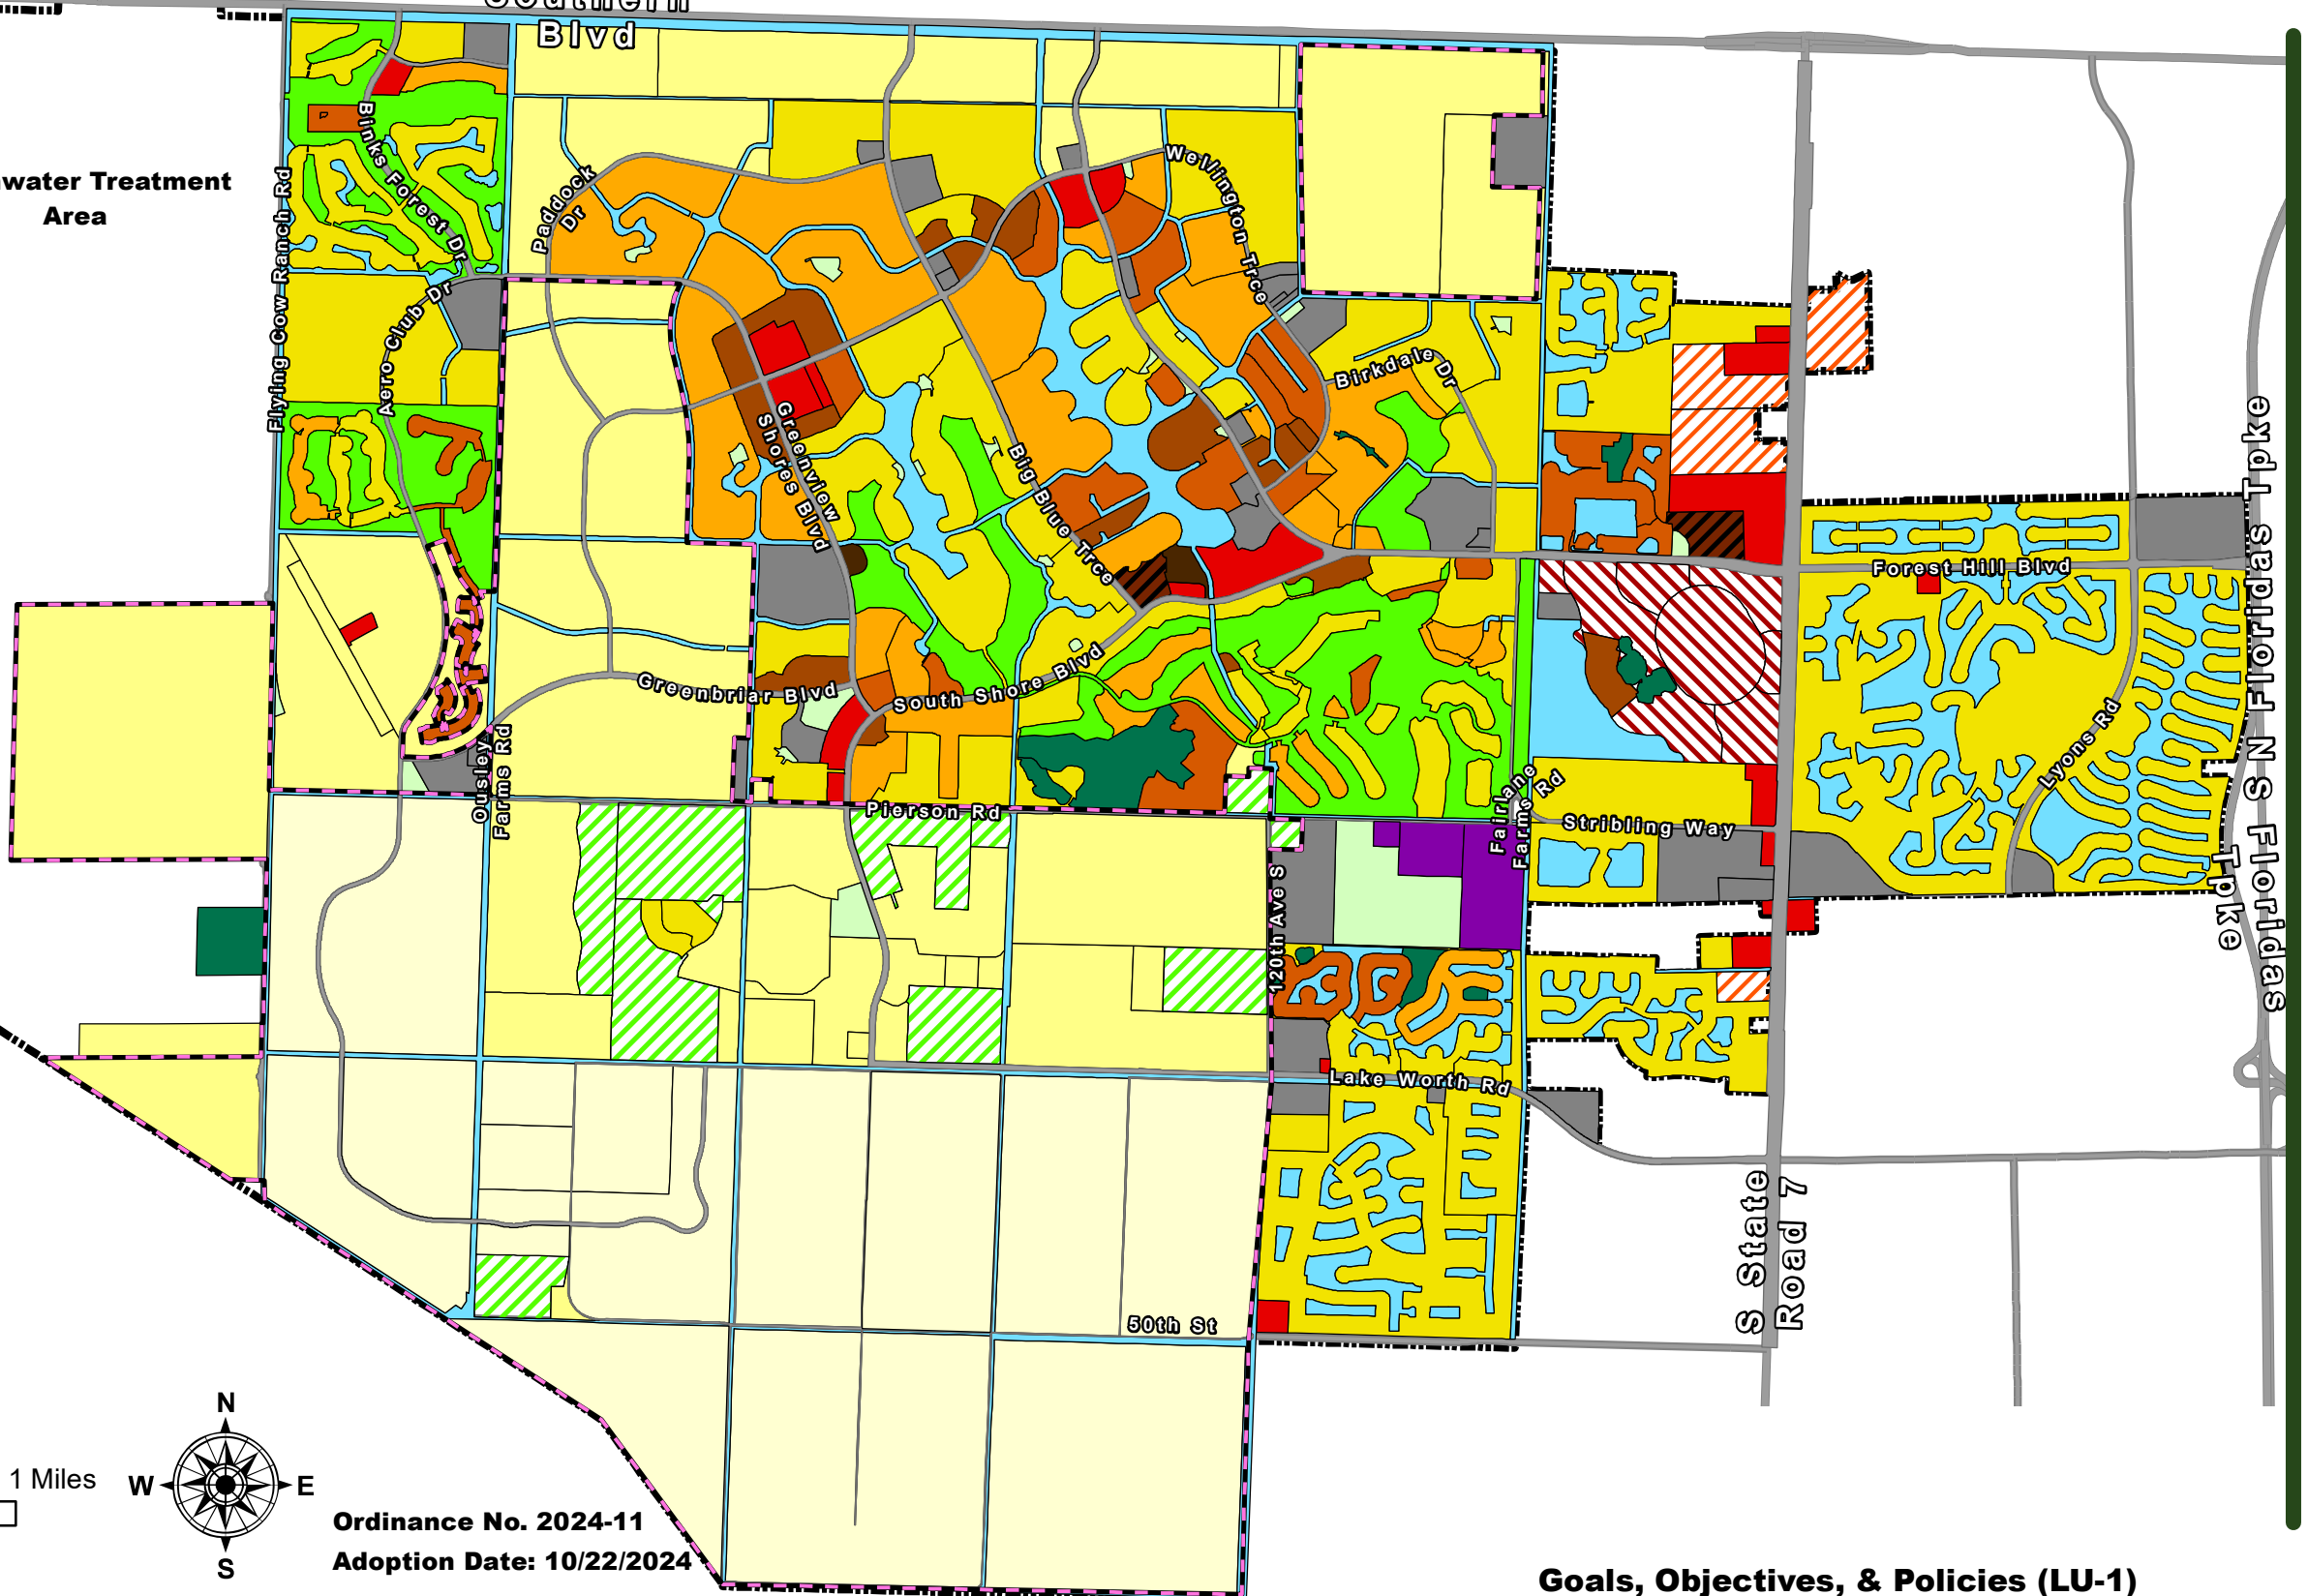 Southern
Blvd
water Treatment
Area
Flying Cow Ranch Rd
Binks Forest Dr
Paddock
Dr
Wellington Trce
Aero Club Dr
Greenview
Shores Blvd
Birkdale Dr
Big Blue Trce
Forest Hill Blvd
S N Floridas Tpke
S Floridas
Tpke
Greenbriar Blvd
South Shore Blvd
Lyons Rd
Ousley
Farms Rd
Pierson Rd
Fairlane
Farms Rd
Stribling Way
120th Ave S
Lake Worth Rd
S State
Road 7
50th St
N
W
E
S
1 Miles
Ordinance No. 2024-11
Adoption Date: 10/22/2024
Goals, Objectives, & Policies (LU-1)